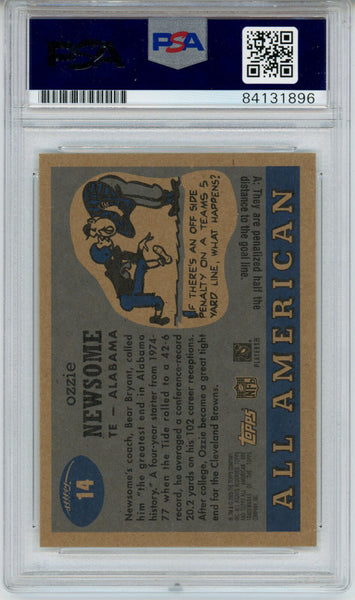 PSA
PSA
84131896
14
ozzie
NEWSOME
TE – ALABAMA
Newsome's coach, Bear Bryant, called
him "the greatest end in Alabama
history." A four-year starter from 1974-
77 when the Tide rolled to a 42-6
record, he averaged a conference-record
20.2 yards on his 102 career receptions.
After college, Ozzie became a great tight
end for the Cleveland Browns.
IF THERE'S AN OFF SIDE
PENALTY ON A TEAM'S 5
YARD LINE, WHAT HAPPENS?
A: They are penalized half the
distance to the goal line.
topps
NFL
PLAYERS
ALL AMERICAN